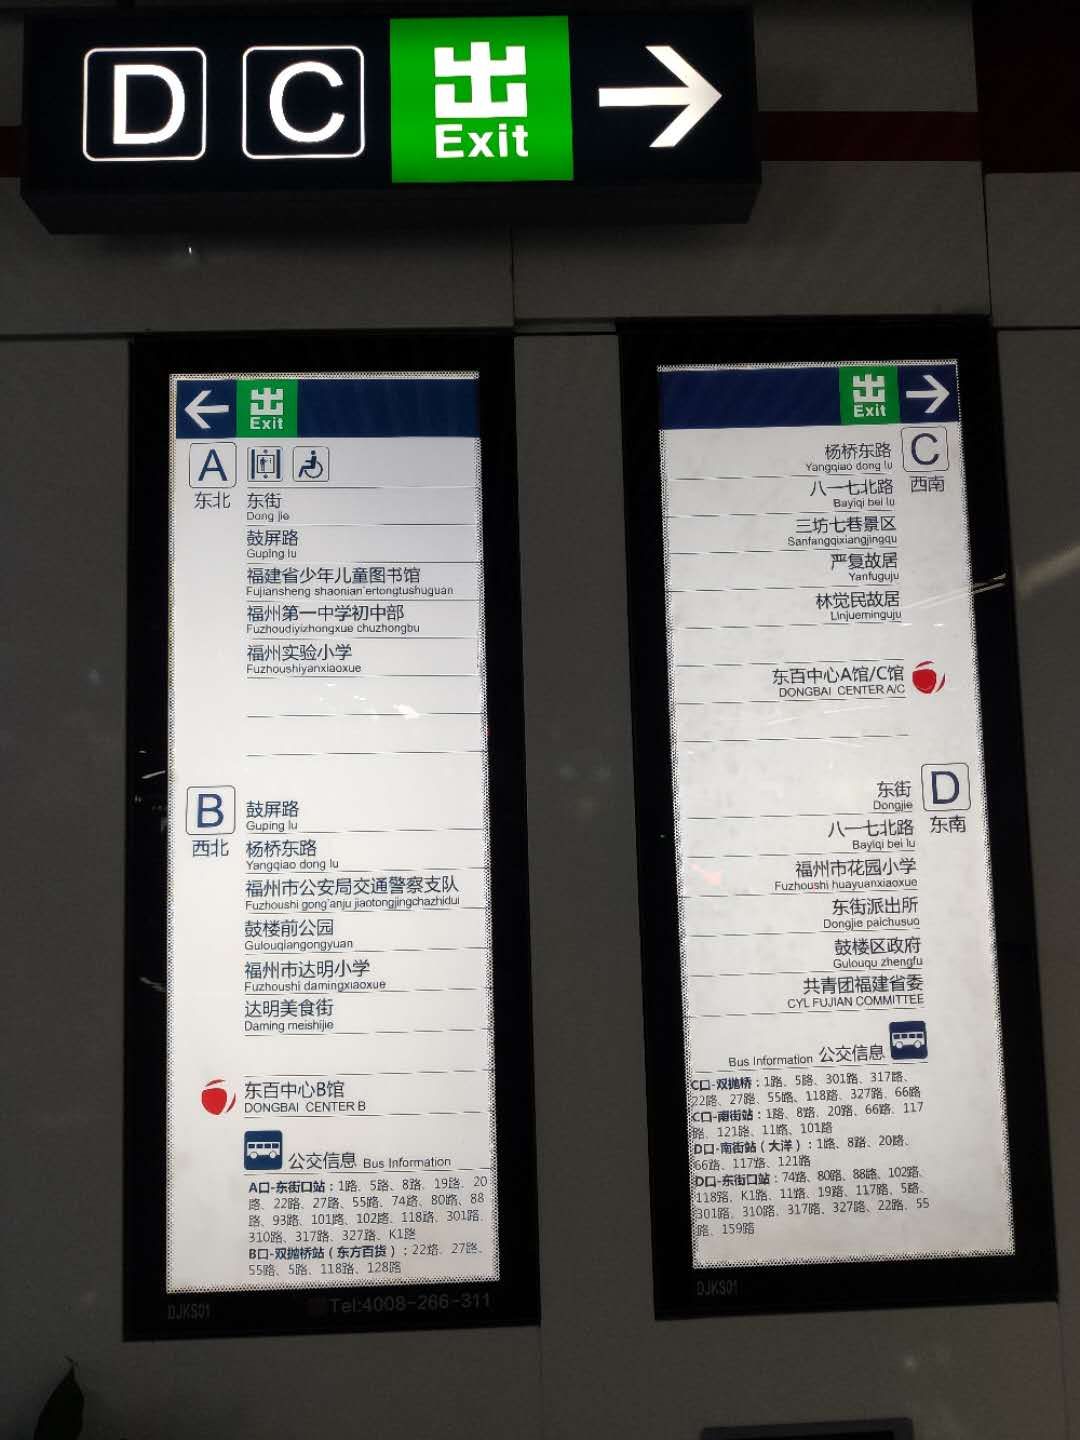 D C 出 Exit
出 Exit
A
东北
东街
Dong jie
鼓屏路
Guping lu
福建省少年儿童图书馆
Fujiansheng shaonian ertongtushuguan
福州第一中学初中部
Fuzhoudiyizhongxue chuzhongbu
福州实验小学
Fuzhoushiyanxiaoxue
B
西北
鼓屏路
Guping lu
杨桥东路
Yangqiao dong lu
福州市公安局交通警察支队
Fuzhoushi gong'anju jiaotongjingchazhidui
鼓楼前公园
Gulouqiangongyuan
福州市达明小学
Fuzhoushi damingxiaoxue
达明美食街
Daming meishijie
东百中心B馆
DONGBAI CENTER B
公交信息 Bus Information
A口-东街口站：1路、5路、8路、19路、20
路、22路、27路、55路、74路、80路、88
路、93路、101路、102路、118路、301路、
310路、317路、327路、K1路
B口-双抛桥站（东方百货）：22路、27路、
55路、5路、118路、128路
DJKS01
Tel:4008-266-311
出 Exit
C
西南
杨桥东路
Yangqiao dong lu
八一七北路
Bayiqi bei lu
三坊七巷景区
Sanfangqixiangjingqu
严复故居
Yanfuguju
林觉民故居
Linjueminguju
东百中心A馆/C馆
DONGBAI CENTER A/C
D
东南
东街
Dongjie
八一七北路
Bayiqi bei lu
福州市花园小学
Fuzhoushi huayuanxiaoxue
东街派出所
Dongjie paichusuo
鼓楼区政府
Gulouqu zhengfu
共青团福建省委
CYL FUJIAN COMMITTEE
Bus Information 公交信息
C口-双抛桥：1路、5路、301路、317路、
22路、27路、55路、118路、327路、66路
C口-南街站：1路、8路、20路、66路、117
路、121路、11路、101路
D口-南街站（大洋）：1路、8路、20路、
66路、117路、121路
D口-东街口站：74路、80路、88路、102路、
118路、K1路、11路、19路、117路、5路、
301路、310路、317路、327路、22路、55
路、159路
DJKS01